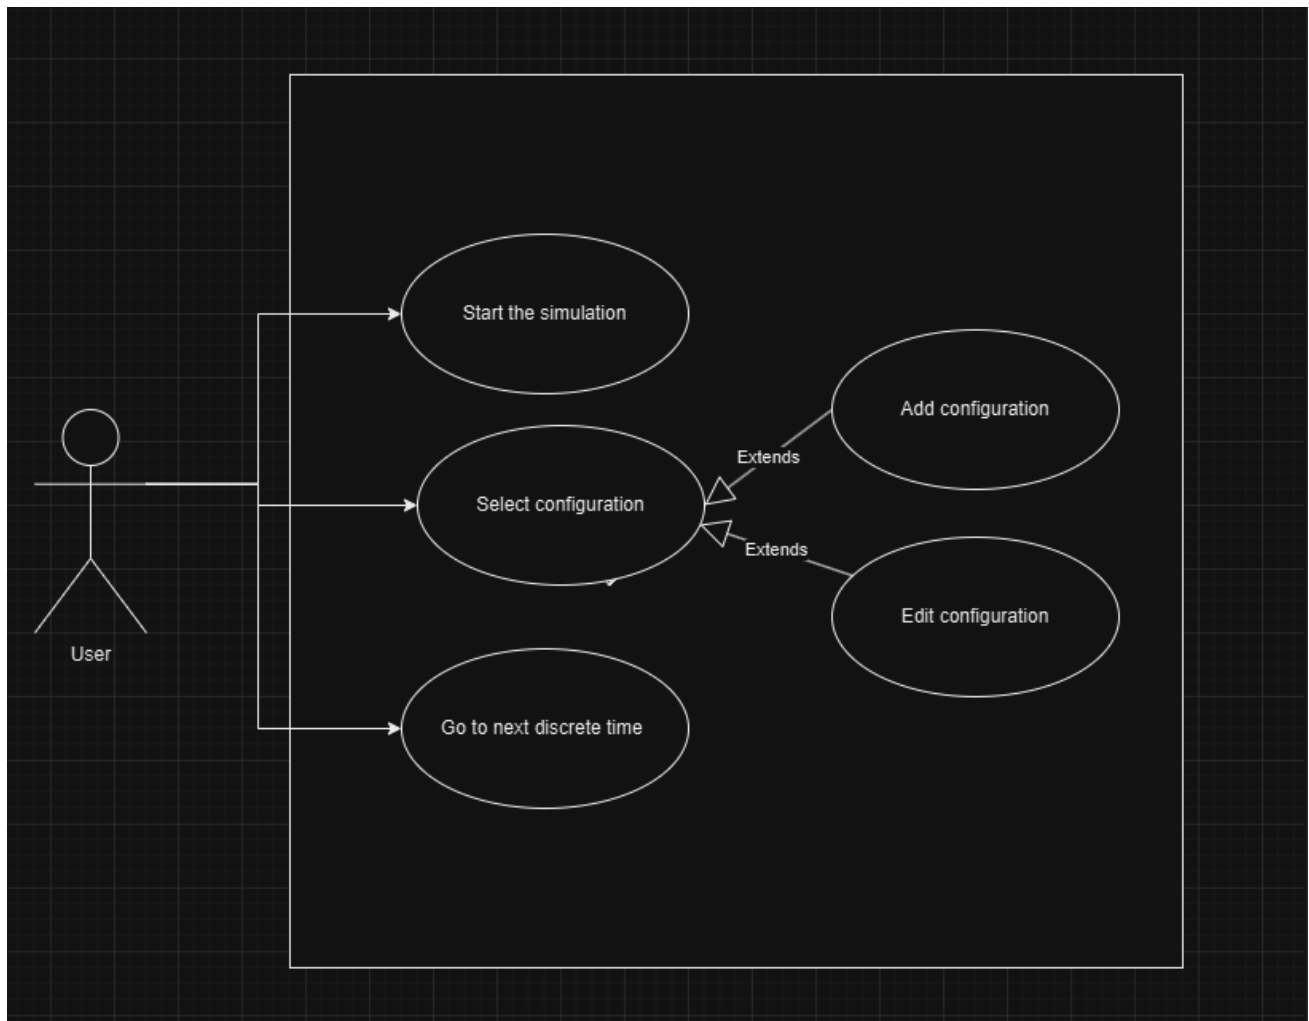 Start the simulation
Add configuration
Extends
Select configuration
Extends
Edit configuration
User
Go to next discrete time